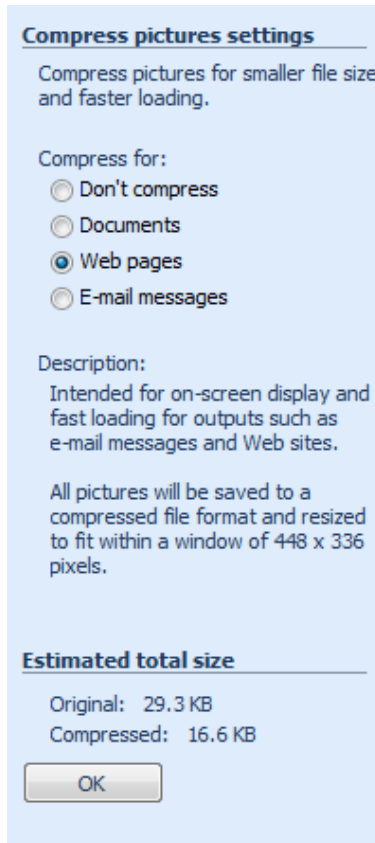 Compress pictures settings
Compress pictures for smaller file size
and faster loading.
Compress for:
Don't compress
Documents
Web pages
E-mail messages
Description:
Intended for on-screen display and
fast loading for outputs such as
e-mail messages and Web sites.
All pictures will be saved to a
compressed file format and resized
to fit within a window of 448 x 336
pixels.
Estimated total size
Original: 29.3 KB
Compressed: 16.6 KB
OK